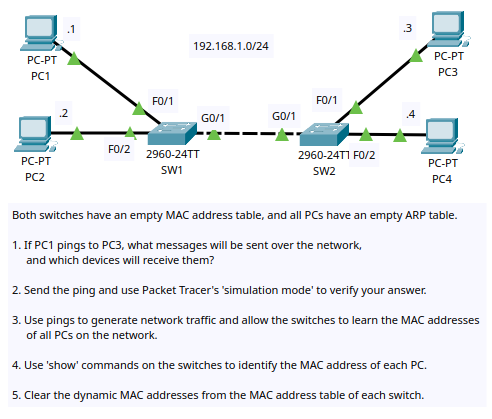 .1
.3
192.168.1.0/24
PC-PT
PC1
PC-PT
PC3
F0/1
F0/1
.2
G0/1
G0/1
.4
PC-PT
PC2
F0/2
2960-24TT
SW1
2960-24TT
F0/2
SW2
PC-PT
PC4
Both switches have an empty MAC address table, and all PCs have an empty ARP table.
1. If PC1 pings to PC3, what messages will be sent over the network,
and which devices will receive them?
2. Send the ping and use Packet Tracer's 'simulation mode' to verify your answer.
3. Use pings to generate network traffic and allow the switches to learn the MAC addresses
of all PCs on the network.
4. Use 'show' commands on the switches to identify the MAC address of each PC.
5. Clear the dynamic MAC addresses from the MAC address table of each switch.